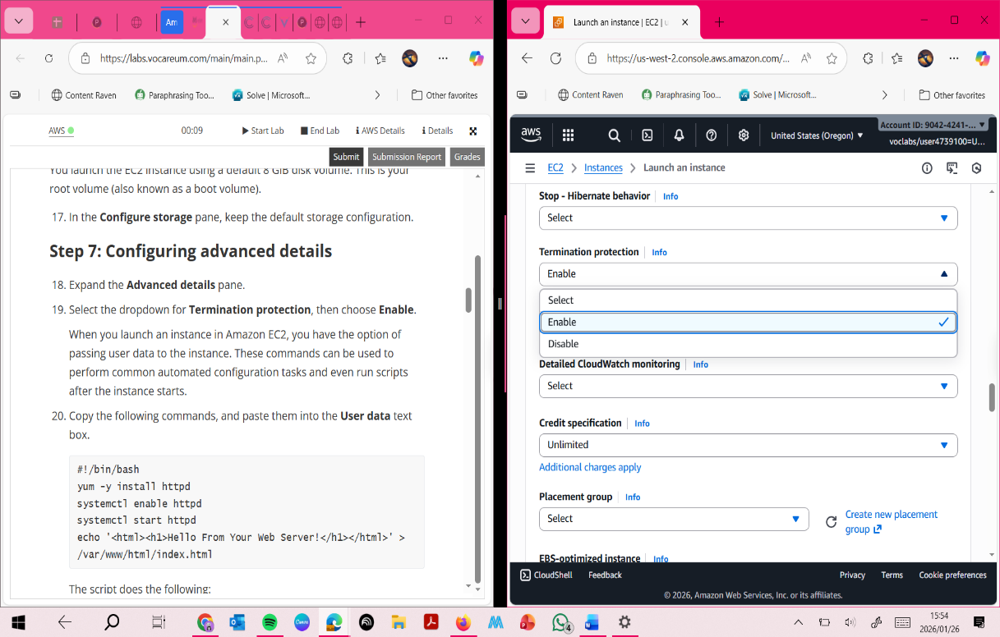 Am
Launch an instance | EC2 | u
https://labs.vocareum.com/main/main.p...
https://us-west-2.console.aws.amazon.com/...
Content Raven
Paraphrasing Too...
Solve | Microsoft...
Other favorites
Content Raven
Paraphrasing Too...
Solve | Microsoft...
Other favorites
AWS
00:09
Start Lab
End Lab
AWS Details
Details
Submit
Submission Report
Grades
You launch the EC2 instance using a default 8 GiB disk volume. This is your
root volume (also known as a boot volume).
17. In the Configure storage pane, keep the default storage configuration.
Step 7: Configuring advanced details
18. Expand the Advanced details pane.
19. Select the dropdown for Termination protection, then choose Enable.
When you launch an instance in Amazon EC2, you have the option of
passing user data to the instance. These commands can be used to
perform common automated configuration tasks and even run scripts
after the instance starts.
20. Copy the following commands, and paste them into the User data text
box.
#!/bin/bash
yum -y install httpd
systemctl enable httpd
systemctl start httpd
echo '<html><h1>Hello From Your Web Server!</h1></html>' >
/var/www/html/index.html
The script does the following:
aws
United States (Oregon)
Account ID: 9042-4241-...
voclabs/user4739100=U...
EC2
Instances
Launch an instance
Stop - Hibernate behavior
Info
Select
Termination protection
Info
Enable
Select
Enable
Disable
Detailed CloudWatch monitoring
Info
Select
Credit specification
Info
Unlimited
Additional charges apply
Placement group
Info
Select
Create new placement
group
EBS-optimized instance
Info
CloudShell
Feedback
Privacy
Terms
Cookie preferences
© 2026, Amazon Web Services, Inc. or its affiliates.
4
15:54
2026/01/26